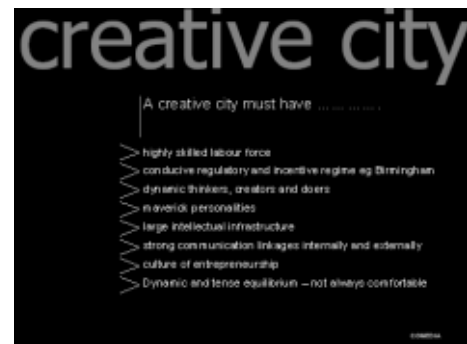 creative city
A creative city must have ... ... ... ... .
highly skilled labour force
conducive regulatory and incentive regime eg Birmingham
dynamic thinkers, creators and doers
maverick personalities
large intellectual infrastructure
strong communication linkages internally and externally
culture of entrepreneurship
Dynamic and tense equilibrium – not always comfortable
COMEDIA